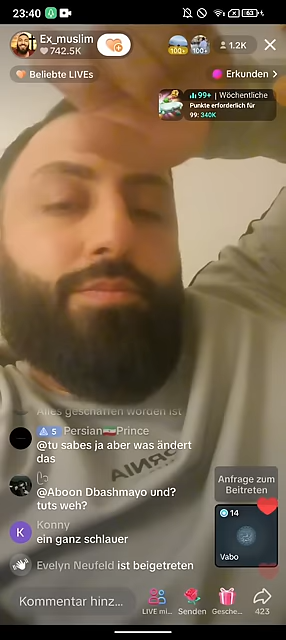 23:40
Ex_muslim
742.5K
100+
100+
1.2K
Beliebte LIVEs
Erkunden
99+ | Wöchentliche
Punkte erforderlich für
99: 340K
Alles geschaffen worden ist
5 Persian🇮🇷Prince
@tu sabes ja aber was ändert
das
@Aboon Dbashmayo und?
tuts weh?
K Konny
ein ganz schlauer
Evelyn Neufeld ist beigetreten
Anfrage zum
Beitreten
14
Vabo
Kommentar hinz...
LIVE mi...
Senden
Gesche...
423